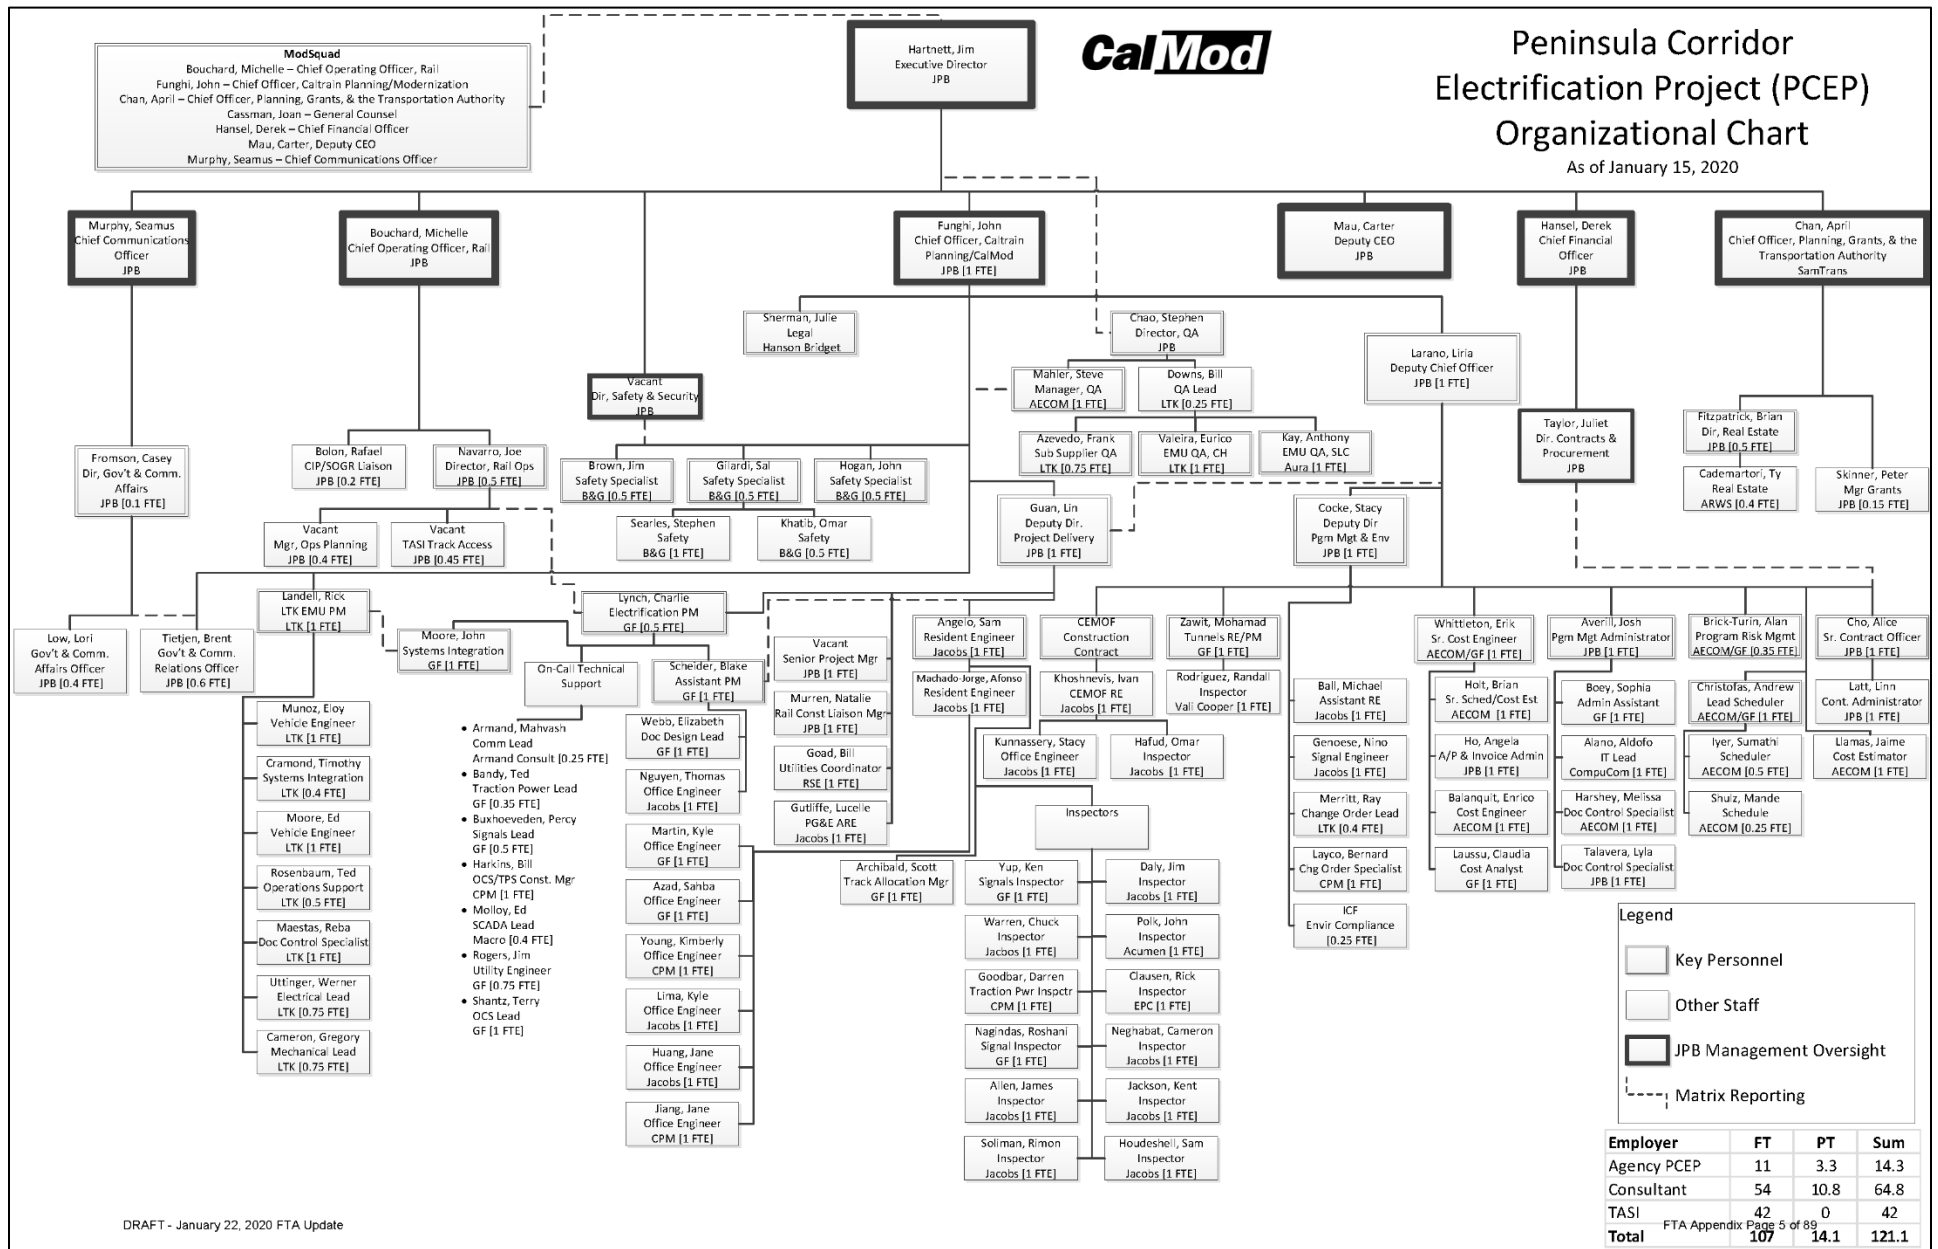 ModSquad
Bouchard, Michelle – Chief Operating Officer, Rail
Funghi, John – Chief Officer, Caltrain Planning/Modernization
Chan, April – Chief Officer, Planning, Grants, & the Transportation Authority
Cassman, Joan – General Counsel
Hansel, Derek – Chief Financial Officer
Mau, Carter, Deputy CEO
Murphy, Seamus – Chief Communications Officer
Hartnett, Jim
Executive Director
JPB
CalMod
Peninsula Corridor
Electrification Project (PCEP)
Organizational Chart
As of January 15, 2020
Murphy, Seamus
Chief Communications
Officer
JPB
Bouchard, Michelle
Chief Operating Officer, Rail
JPB
Funghi, John
Chief Officer, Caltrain
Planning/CalMod
JPB [1 FTE]
Mau, Carter
Deputy CEO
JPB
Hansel, Derek
Chief Financial
Officer
JPB
Chan, April
Chief Officer, Planning, Grants, & the
Transportation Authority
SamTrans
Sherman, Julie
Legal
Hanson Bridget
Chao, Stephen
Director, QA
JPB
Larano, Liria
Deputy Chief Officer
JPB [1 FTE]
Vacant
Dir, Safety & Security
JPB
Mahler, Steve
Manager, QA
AECOM [1 FTE]
Downs, Bill
QA Lead
LTK [0.25 FTE]
Azevedo, Frank
Sub Supplier QA
LTK [0.75 FTE]
Valeira, Eurico
EMU QA, CH
LTK [1 FTE]
Kay, Anthony
EMU QA, SLC
Aura [1 FTE]
Taylor, Juliet
Dir. Contracts &
Procurement
JPB
Fitzpatrick, Brian
Dir, Real Estate
JPB [0.5 FTE]
Cademartori, Ty
Real Estate
ARWS [0.4 FTE]
Skinner, Peter
Mgr Grants
JPB [0.15 FTE]
Fromson, Casey
Dir, Gov't & Comm.
Affairs
JPB [0.1 FTE]
Bolon, Rafael
CIP/SOGR Liaison
JPB [0.2 FTE]
Navarro, Joe
Director, Rail Ops
JPB [0.5 FTE]
Brown, Jim
Safety Specialist
B&G [0.5 FTE]
Gilardi, Sal
Safety Specialist
B&G [0.5 FTE]
Hogan, John
Safety Specialist
B&G [0.5 FTE]
Searles, Stephen
Safety
B&G [1 FTE]
Khatib, Omar
Safety
B&G [0.5 FTE]
Vacant
Mgr, Ops Planning
JPB [0.4 FTE]
Vacant
TASI Track Access
JPB [0.45 FTE]
Guan, Lin
Deputy Dir.
Project Delivery
JPB [1 FTE]
Cocke, Stacy
Deputy Dir
Pgm Mgt & Env
JPB [1 FTE]
Low, Lori
Gov't & Comm.
Affairs Officer
JPB [0.4 FTE]
Tietjen, Brent
Gov't & Comm.
Relations Officer
JPB [0.6 FTE]
Landell, Rick
LTK EMU PM
LTK [1 FTE]
Moore, John
Systems Integration
GF [1 FTE]
Lynch, Charlie
Electrification PM
GF [0.5 FTE]
On-Call Technical
Support
Scheider, Blake
Assistant PM
GF [1 FTE]
Munoz, Eloy
Vehicle Engineer
LTK [1 FTE]
Cramond, Timothy
Systems Integration
LTK [0.4 FTE]
Moore, Ed
Vehicle Engineer
LTK [1 FTE]
Rosenbaum, Ted
Operations Support
LTK [0.5 FTE]
Maestas, Reba
Doc Control Specialist
LTK [1 FTE]
Uttinger, Werner
Electrical Lead
LTK [0.75 FTE]
Cameron, Gregory
Mechanical Lead
LTK [0.75 FTE]
• Armand, Mahvash
Comm Lead
Armand Consult [0.25 FTE]
• Bandy, Ted
Traction Power Lead
GF [0.35 FTE]
• Buxhoeveden, Percy
Signals Lead
GF [0.5 FTE]
• Harkins, Bill
OCS/TPS Const. Mgr
CPM [1 FTE]
• Molloy, Ed
SCADA Lead
Macro [0.4 FTE]
• Rogers, Jim
Utility Engineer
GF [0.75 FTE]
• Shantz, Terry
OCS Lead
GF [1 FTE]
Webb, Elizabeth
Doc Design Lead
GF [1 FTE]
Nguyen, Thomas
Office Engineer
Jacobs [1 FTE]
Martin, Kyle
Office Engineer
GF [1 FTE]
Azad, Sahba
Office Engineer
GF [1 FTE]
Young, Kimberly
Office Engineer
CPM [1 FTE]
Lima, Kyle
Office Engineer
Jacobs [1 FTE]
Huang, Jane
Office Engineer
Jacobs [1 FTE]
Jiang, Jane
Office Engineer
CPM [1 FTE]
Vacant
Senior Project Mgr
JPB [1 FTE]
Murren, Natalie
Rail Const Liaison Mgr
JPB [1 FTE]
Goad, Bill
Utilities Coordinator
RSE [1 FTE]
Gutliffe, Lucelle
PG&E ARE
Jacobs [1 FTE]
Angelo, Sam
Resident Engineer
Jacobs [1 FTE]
Machado-Jorge, Afonso
Resident Engineer
Jacobs [1 FTE]
CEMOF
Construction
Contract
Khoshnevis, Ivan
CEMOF RE
Jacobs [1 FTE]
Kunnassery, Stacy
Office Engineer
Jacobs [1 FTE]
Hafud, Omar
Inspector
Jacobs [1 FTE]
Zawit, Mohamad
Tunnels RE/PM
GF [1 FTE]
Rodriguez, Randall
Inspector
Vali Cooper [1 FTE]
Inspectors
Archibald, Scott
Track Allocation Mgr
GF [1 FTE]
Yup, Ken
Signals Inspector
GF [1 FTE]
Daly, Jim
Inspector
Jacobs [1 FTE]
Warren, Chuck
Inspector
Jacbos [1 FTE]
Polk, John
Inspector
Acumen [1 FTE]
Goodbar, Darren
Traction Pwr Inspctr
CPM [1 FTE]
Clausen, Rick
Inspector
EPC [1 FTE]
Nagindas, Roshani
Signal Inspector
GF [1 FTE]
Neghabat, Cameron
Inspector
Jacobs [1 FTE]
Allen, James
Inspector
Jacobs [1 FTE]
Jackson, Kent
Inspector
Jacobs [1 FTE]
Soliman, Rimon
Inspector
Jacobs [1 FTE]
Houdeshell, Sam
Inspector
Jacobs [1 FTE]
Ball, Michael
Assistant RE
Jacobs [1 FTE]
Genoese, Nino
Signal Engineer
Jacobs [1 FTE]
Merritt, Ray
Change Order Lead
LTK [0.4 FTE]
Layco, Bernard
Chg Order Specialist
CPM [1 FTE]
ICF
Envir Compliance
[0.25 FTE]
Whittleton, Erik
Sr. Cost Engineer
AECOM/GF [1 FTE]
Holt, Brian
Sr. Sched/Cost Est
AECOM [1 FTE]
Ho, Angela
A/P & Invoice Admin
JPB [1 FTE]
Balanquit, Enrico
Cost Engineer
AECOM [1 FTE]
Laussu, Claudia
Cost Analyst
GF [1 FTE]
Averill, Josh
Pgm Mgt Administrator
JPB [1 FTE]
Boey, Sophia
Admin Assistant
GF [1 FTE]
Alano, Aldofo
IT Lead
CompuCom [1 FTE]
Harshey, Melissa
Doc Control Specialist
AECOM [1 FTE]
Talavera, Lyla
Doc Control Specialist
JPB [1 FTE]
Brick-Turin, Alan
Program Risk Mgmt
AECOM/GF [0.35 FTE]
Christofas, Andrew
Lead Scheduler
AECOM/GF [1 FTE]
Iyer, Sumathi
Scheduler
AECOM [0.5 FTE]
Shulz, Mande
Schedule
AECOM [0.25 FTE]
Cho, Alice
Sr. Contract Officer
JPB [1 FTE]
Latt, Linn
Cont. Administrator
JPB [1 FTE]
Llamas, Jaime
Cost Estimator
AECOM [1 FTE]
Legend
Key Personnel
Other Staff
JPB Management Oversight
Matrix Reporting
Employer FT PT Sum
Agency PCEP 11 3.3 14.3
Consultant 54 10.8 64.8
TASI 42 0 42
Total 107 14.1 121.1
DRAFT - January 22, 2020 FTA Update
FTA Appendix Page 5 of 89